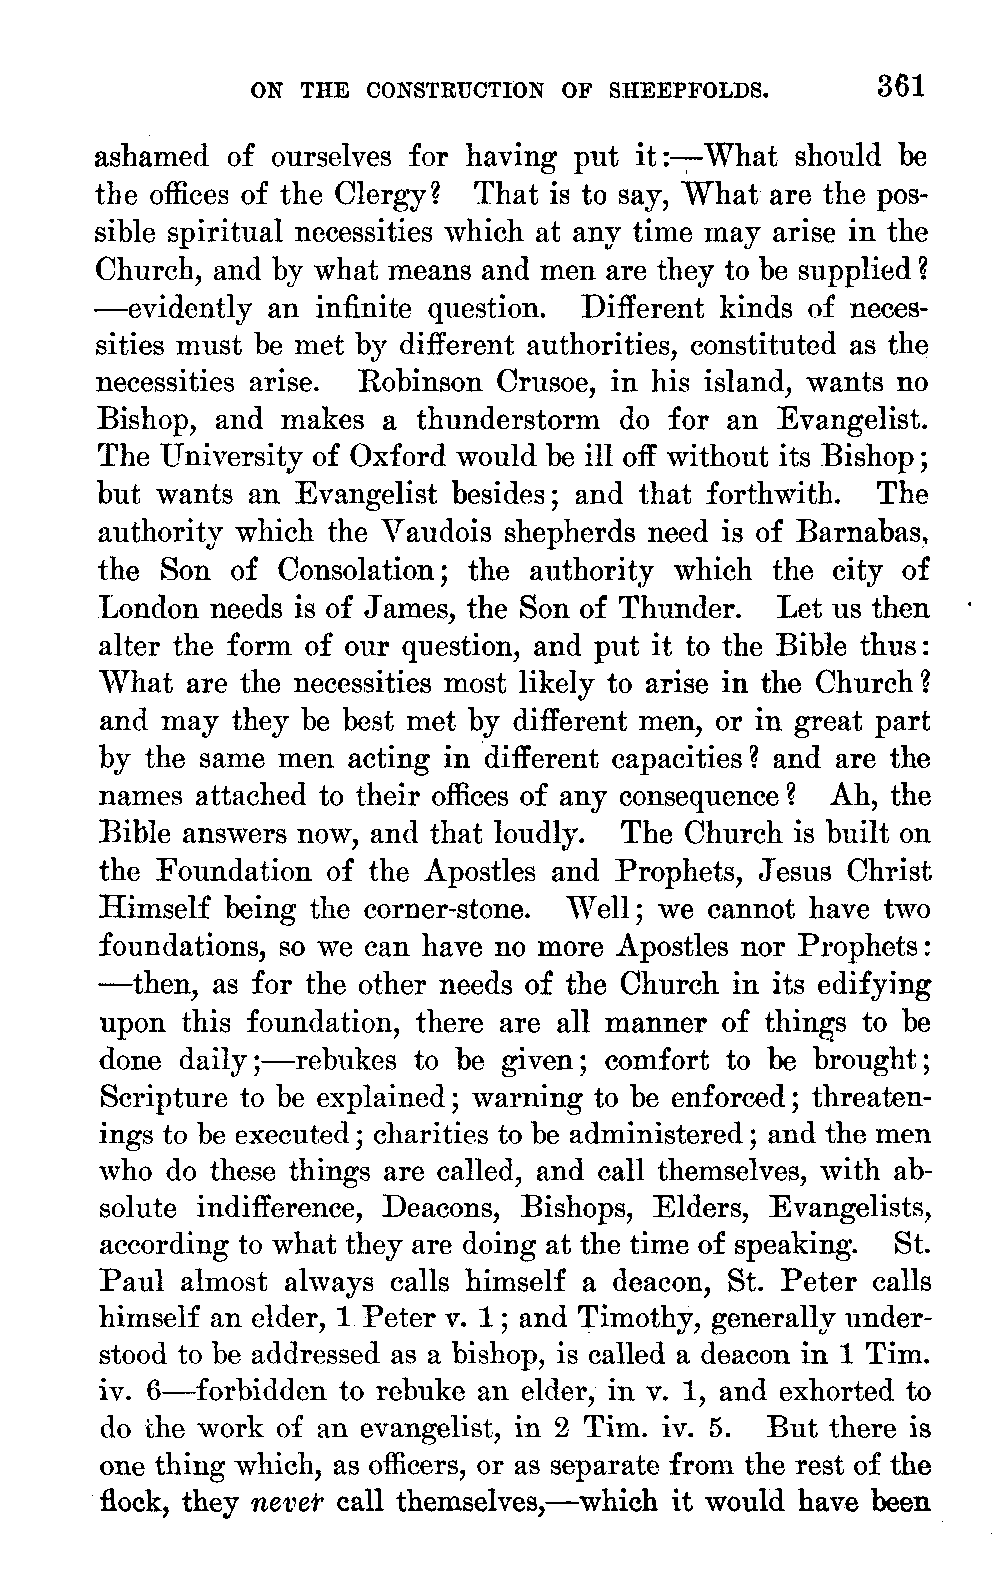 ON THE CONSTRUCTION OF SHEEPFOLDS. 361
ashamed of ourselves for having put it:—What should be
the offices of the Clergy? That is to say, What are the pos-
sible spiritual necessities which at any time may arise in the
Church, and by what means and men are they to be supplied?
—evidently an infinite question. Different kinds of neces-
sities must be met by different authorities, constituted as the
necessities arise. Robinson Crusoe, in his island, wants no
Bishop, and makes a thunderstorm do for an Evangelist.
The University of Oxford would be ill off without its Bishop;
but wants an Evangelist besides; and that forthwith. The
authority which the Vaudois shepherds need is of Barnabas,
the Son of Consolation; the authority which the city of
London needs is of James, the Son of Thunder. Let us then
alter the form of our question, and put it to the Bible thus:
What are the necessities most likely to arise in the Church?
and may they be best met by different men, or in great part
by the same men acting in different capacities? and are the
names attached to their offices of any consequence? Ah, the
Bible answers now, and that loudly. The Church is built on
the Foundation of the Apostles and Prophets, Jesus Christ
Himself being the corner-stone. Well; we cannot have two
foundations, so we can have no more Apostles nor Prophets:
—then, as for the other needs of the Church in its edifying
upon this foundation, there are all manner of things to be
done daily;—rebukes to be given; comfort to be brought;
Scripture to be explained; warning to be enforced; threaten-
ings to be executed; charities to be administered; and the men
who do these things are called, and call themselves, with ab-
solute indifference, Deacons, Bishops, Elders, Evangelists,
according to what they are doing at the time of speaking. St.
Paul almost always calls himself a deacon, St. Peter calls
himself an elder, 1 Peter v. 1; and Timothy, generally under-
stood to be addressed as a bishop, is called a deacon in 1 Tim.
iv. 6—forbidden to rebuke an elder, in v. 1, and exhorted to
do the work of an evangelist, in 2 Tim. iv. 5. But there is
one thing which, as officers, or as separate from the rest of the
flock, they never call themselves,—which it would have been